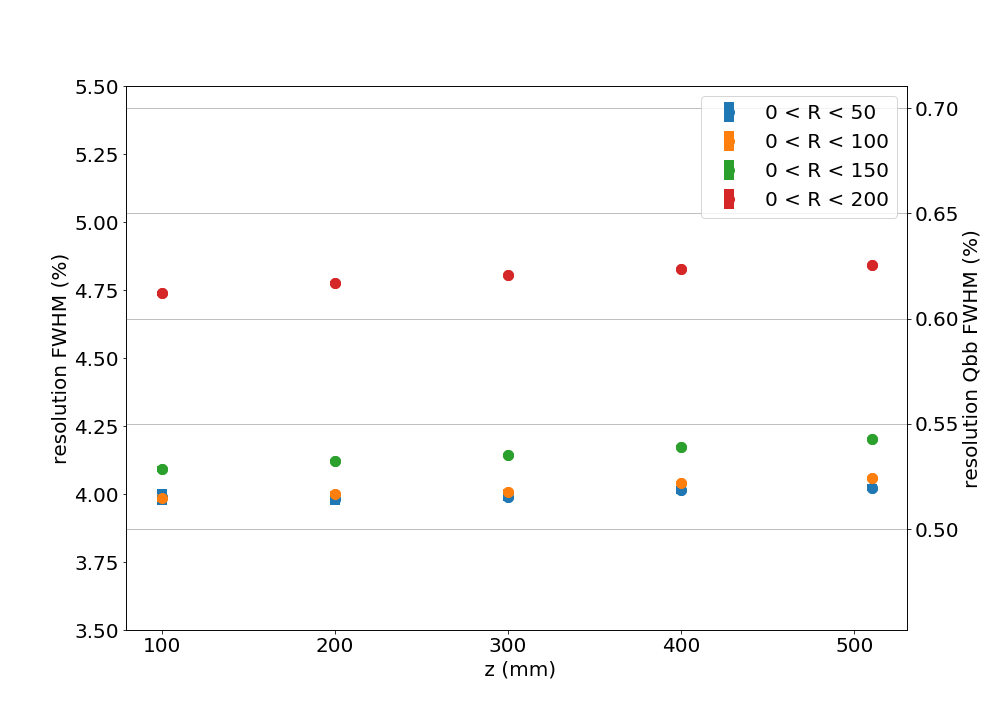 5.50
5.25
5.00
4.75
4.50
4.25
4.00
3.75
3.50
resolution FWHM (%)
0 < R < 50
0 < R < 100
0 < R < 150
0 < R < 200
0.70
0.65
0.60
0.55
0.50
resolution Qbb FWHM (%)
100 200 300 400 500
z (mm)